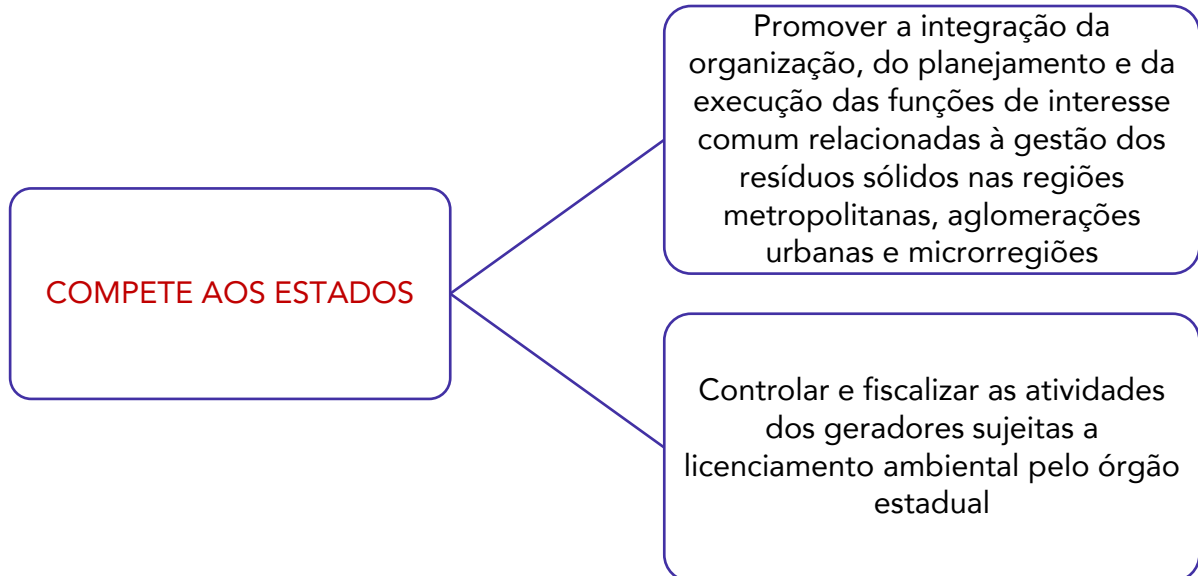 Promover a integração da
organização, do planejamento e da
execução das funções de interesse
comum relacionadas à gestão dos
resíduos sólidos nas regiões
metropolitanas, aglomerações
urbanas e microrregiões
COMPETE AOS ESTADOS
Controlar e fiscalizar as atividades
dos geradores sujeitas a
licenciamento ambiental pelo órgão
estadual